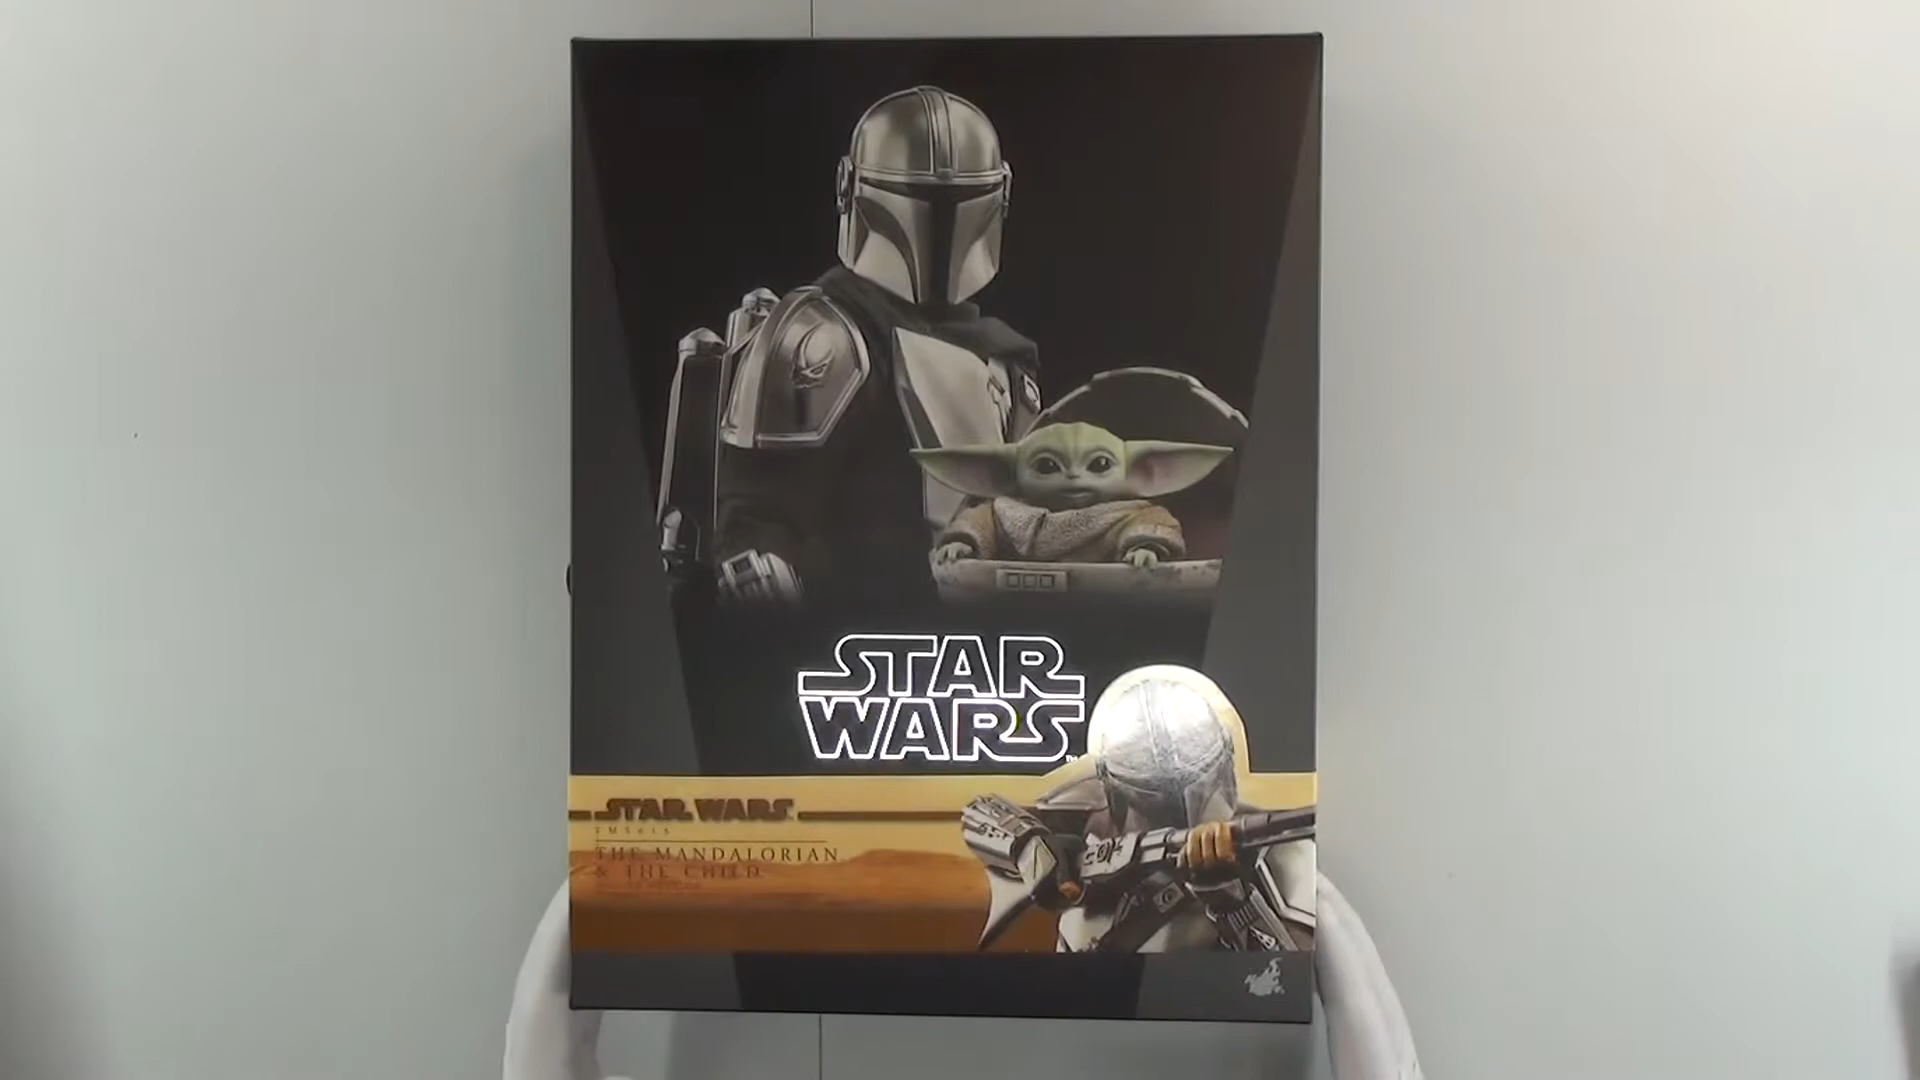 STAR
WARS
STAR WARS
THE MANDALORIAN
& THE CHILD